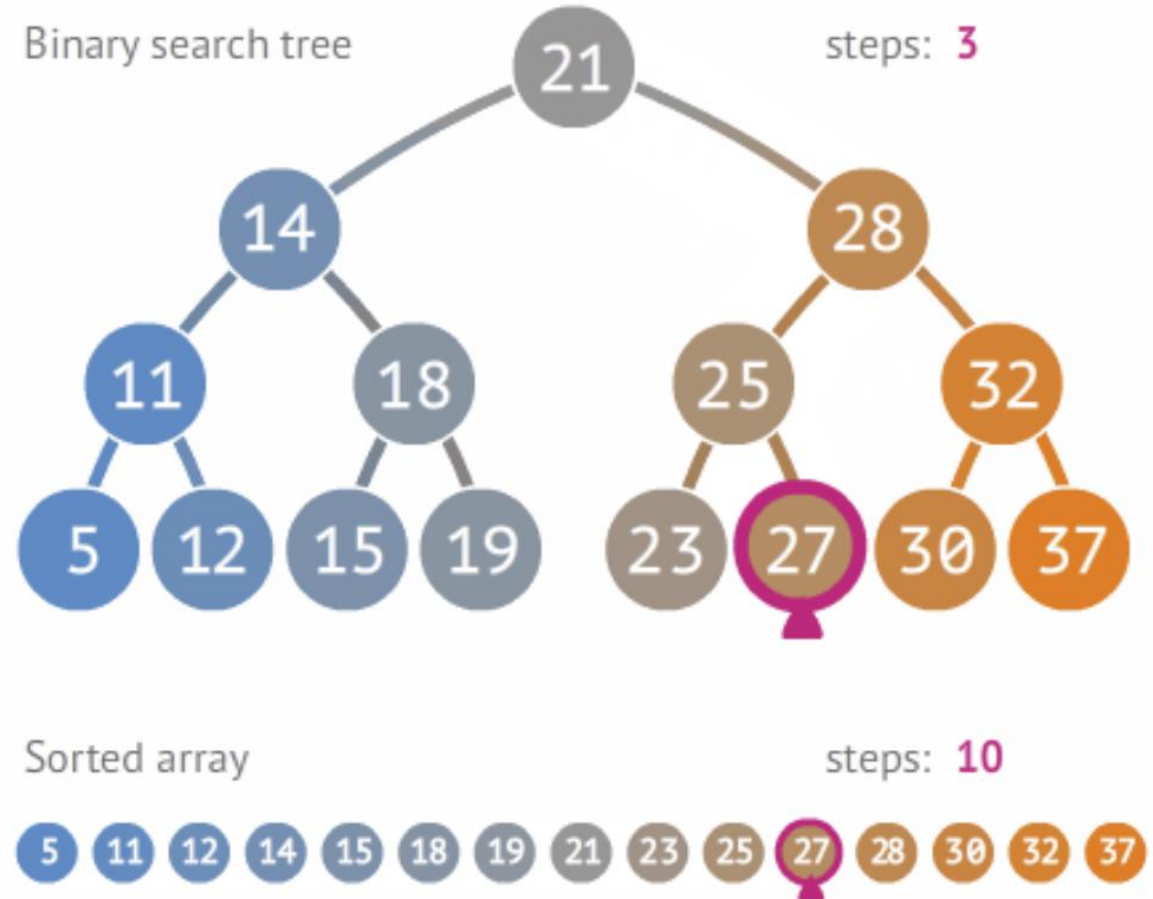 Binary search tree steps: 3
21
14 28
11 18 25 32
5 12 15 19 23 27 30 37
Sorted array steps: 10
5 11 12 14 15 18 19 21 23 25 27 28 30 32 37